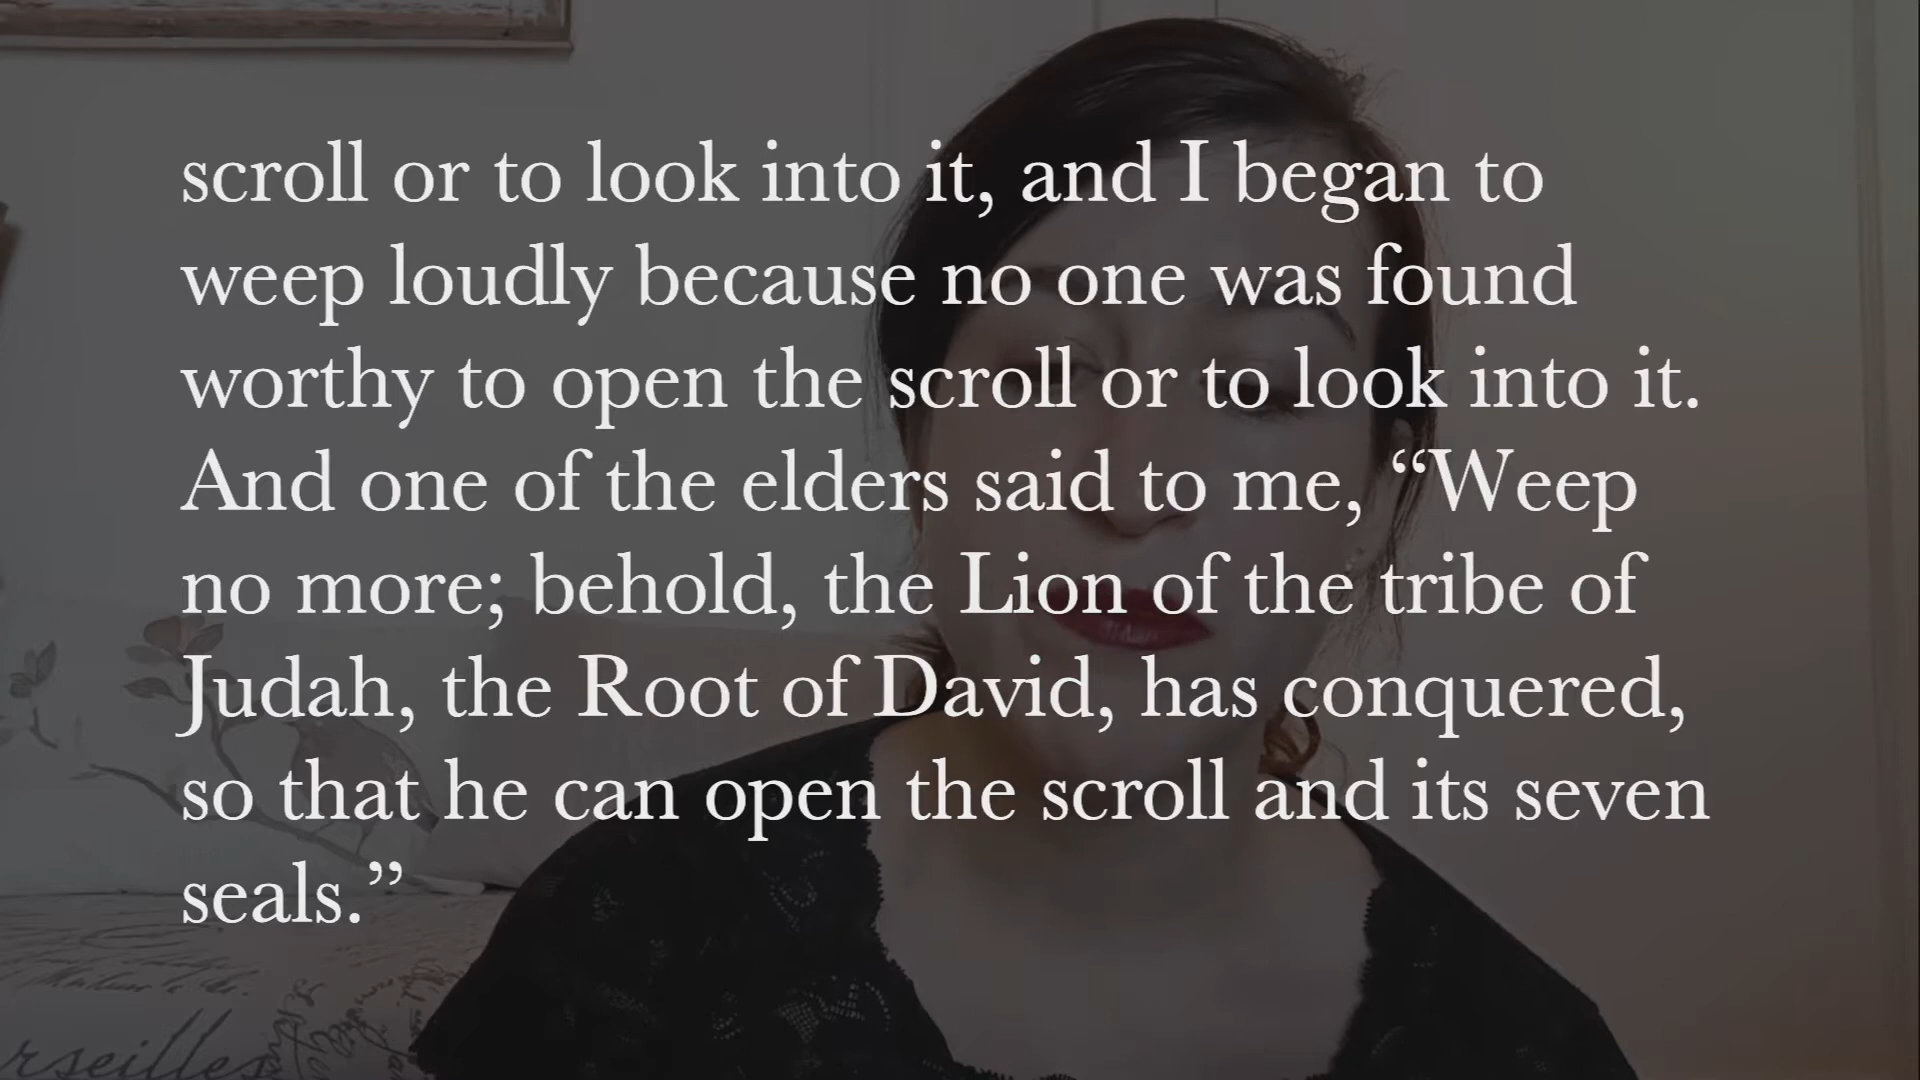 scroll or to look into it, and I began to
weep loudly because no one was found
worthy to open the scroll or to look into it.
And one of the elders said to me, “Weep
no more; behold, the Lion of the tribe of
Judah, the Root of David, has conquered,
so that he can open the scroll and its seven
seals.”